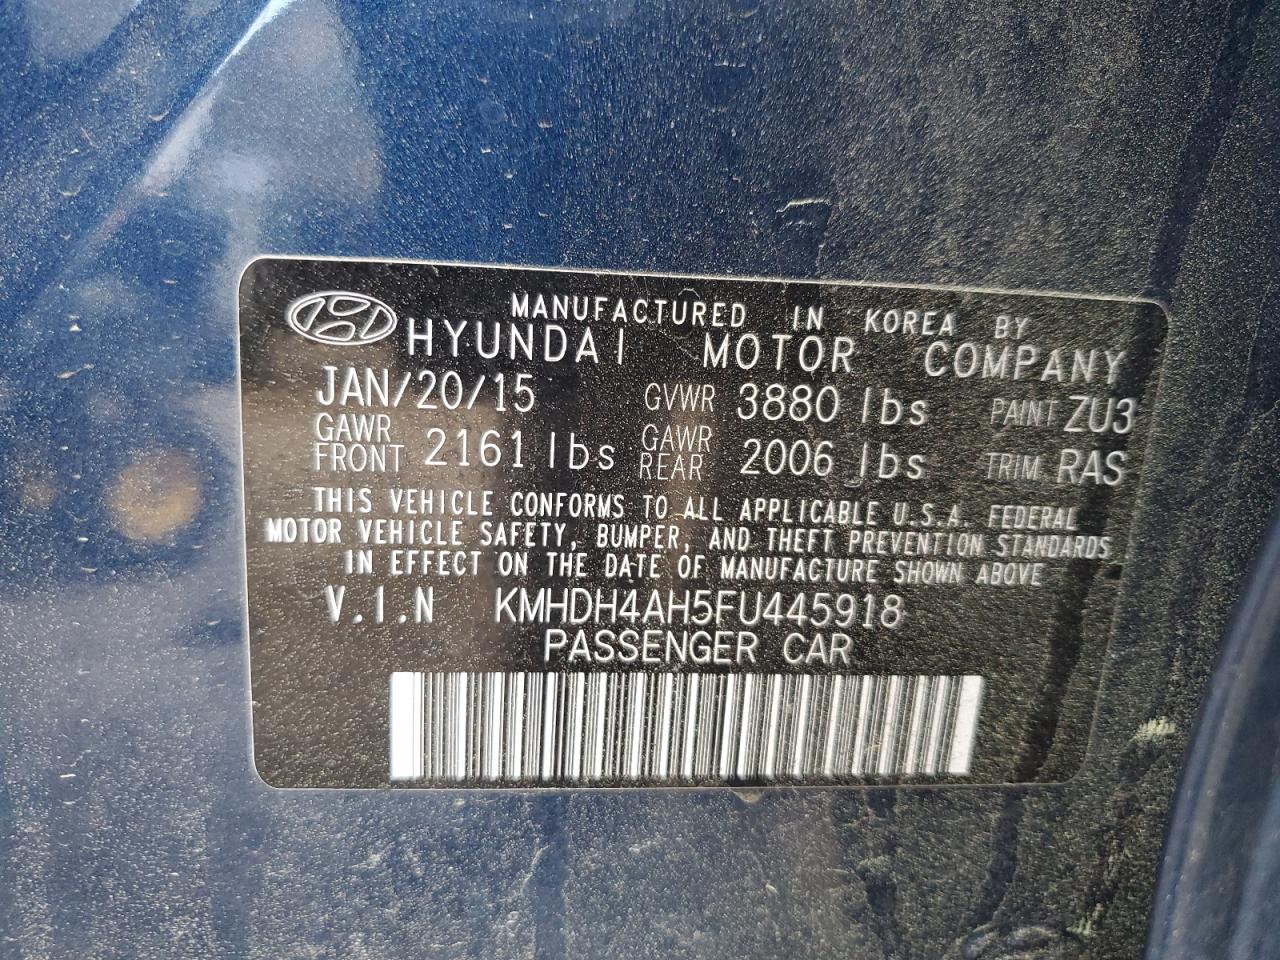 MANUFACTURED IN KOREA BY
HYUNDAI MOTOR COMPANY
JAN/20/15 GVWR 3880 lbs PAINT ZU3
GAWR FRONT 2161 lbs GAWR REAR 2006 lbs TRIM RAS
THIS VEHICLE CONFORMS TO ALL APPLICABLE U.S.A. FEDERAL
MOTOR VEHICLE SAFETY, BUMPER, AND THEFT PREVENTION STANDARDS
IN EFFECT ON THE DATE OF MANUFACTURE SHOWN ABOVE
V.I.N KMHDH4AH5FU445918
PASSENGER CAR